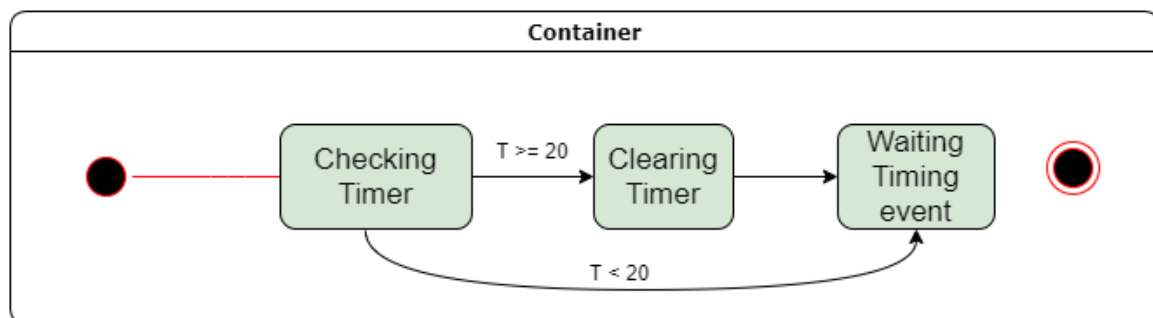 Container
Checking
Timer
T >= 20
Clearing
Timer
Waiting
Timing
event
T < 20